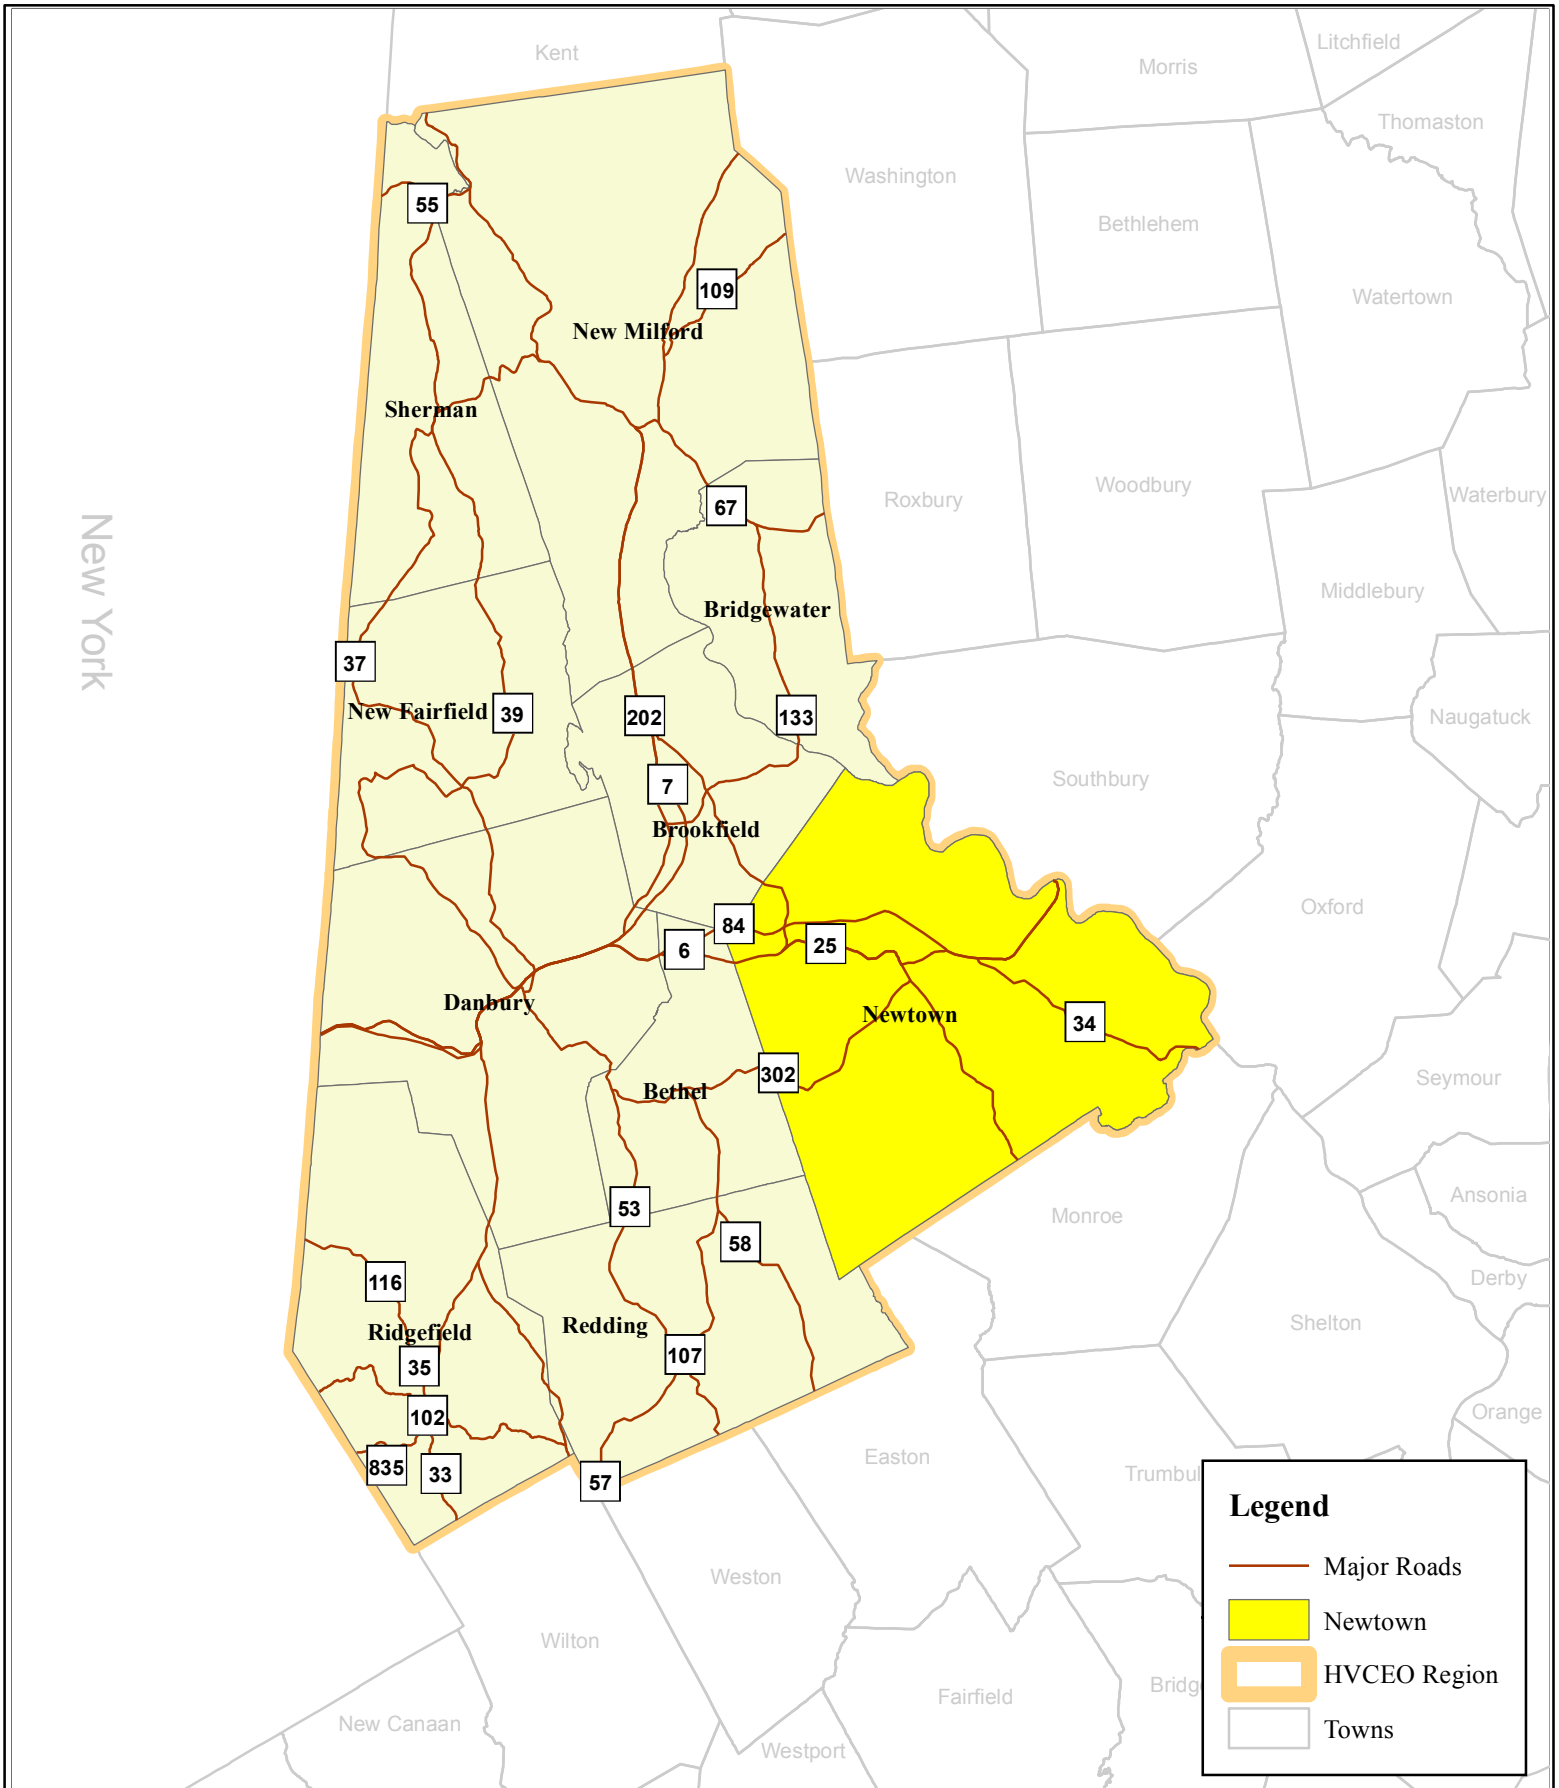 Kent
Litchfield
Morris
Thomaston
Washington
55
Bethlehem
109
Watertown
New Milford
Sherman
Woodbury
Waterbury
Roxbury
67
New York
Middlebury
Bridgewater
37
New Fairfield
39
202
133
Naugatuck
7
Southbury
Brookfield
Oxford
84
6
25
Danbury
Newtown
34
302
Seymour
Bethel
Ansonia
53
Monroe
58
116
Derby
Redding
Shelton
Ridgefield
107
35
102
Orange
Easton
835
33
57
Trumbul
Legend
Major Roads
Weston
Newtown
Wilton
HVCEO Region
Bridg
Fairfield
New Canaan
Towns
Westport